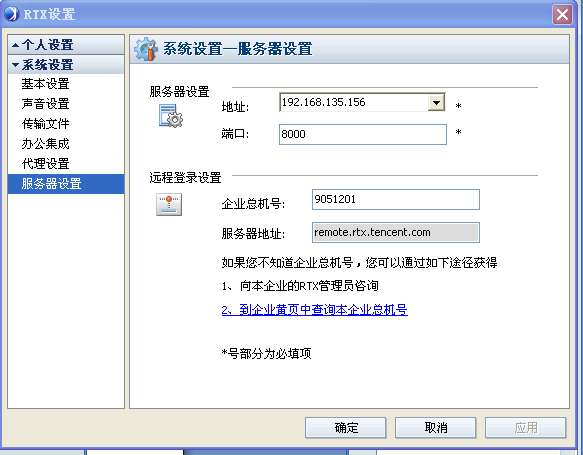 RTX设置
个人设置
系统设置
基本设置
声音设置
传输文件
办公集成
代理设置
服务器设置
系统设置—服务器设置
服务器设置
地址: 192.168.135.156 *
端口: 8000 *
远程登录设置
企业总机号: 9051201
服务器地址: remote.rtx.tencent.com
如果您不知道企业总机号，您可以通过如下途径获得
1、向本企业的RTX管理员咨询
2、到企业黄页中查询本企业总机号
*号部分为必填项
确定 取消 应用